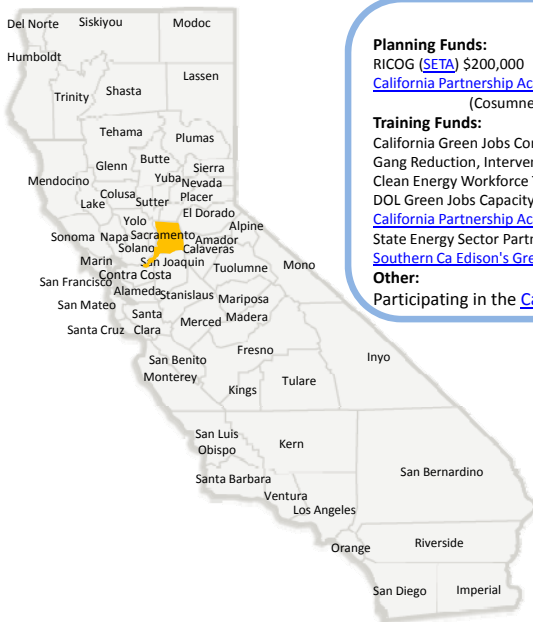 Del Norte
Siskiyou
Modoc
Humboldt
Trinity
Shasta
Lassen
Tehama
Plumas
Glenn
Butte
Sierra
Mendocino
Colusa
Yuba
Nevada
Lake
Sutter
Placer
El Dorado
Yolo
Alpine
Sonoma
Napa
Sacramento
Amador
Solano
Calaveras
Marin
San Joaquin
Tuolumne
Mono
Contra Costa
San Francisco
Alameda
Stanislaus
Mariposa
San Mateo
Santa
Clara
Merced
Madera
Santa Cruz
Fresno
San Benito
Inyo
Monterey
Kings
Tulare
San Luis
Obispo
Kern
Santa Barbara
San Bernardino
Ventura
Los Angeles
Orange
Riverside
San Diego
Imperial
Planning Funds:
RICOG (SETA) $200,000
California Partnership Ac
(Cosumne
Training Funds:
California Green Jobs Co
Gang Reduction, Interve
Clean Energy Workforce
DOL Green Jobs Capacity
California Partnership Ac
State Energy Sector Part
Southern Ca Edison's Gre
Other:
Participating in the Ca